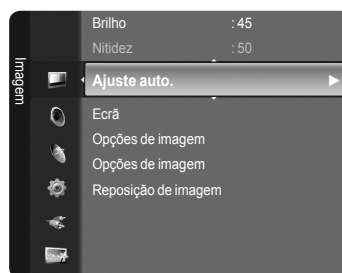 Imagem
Brilho : 45
Nitidez : 50
Ajuste auto.
Ecrã
Opções de imagem
Opções de imagem
Reposição de imagem